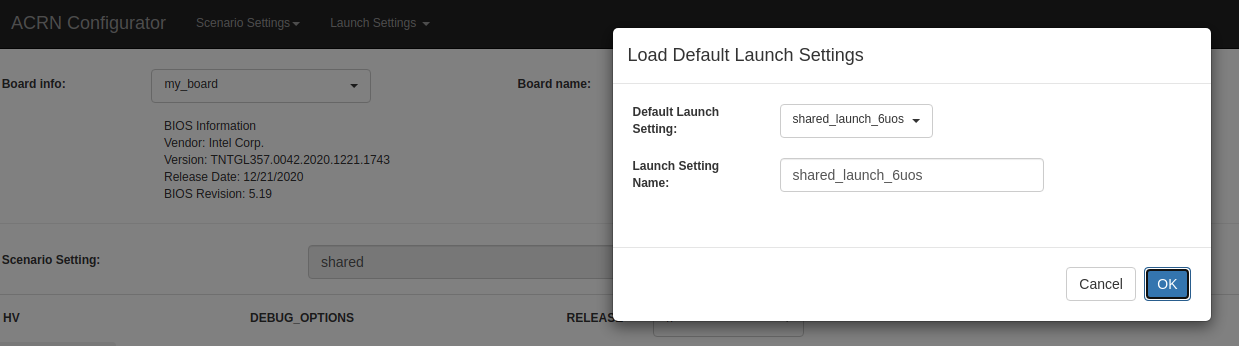 ACRN Configurator
Scenario Settings
Launch Settings
Load Default Launch Settings
Board info:
my_board
Board name:
BIOS Information
Vendor: Intel Corp.
Version: TNTGL357.0042.2020.1221.1743
Release Date: 12/21/2020
BIOS Revision: 5.19
Default Launch
Setting:
shared_launch_6uos
Launch Setting
Name:
shared_launch_6uos
Scenario Setting:
shared
Cancel
OK
HV
DEBUG_OPTIONS
RELEASE